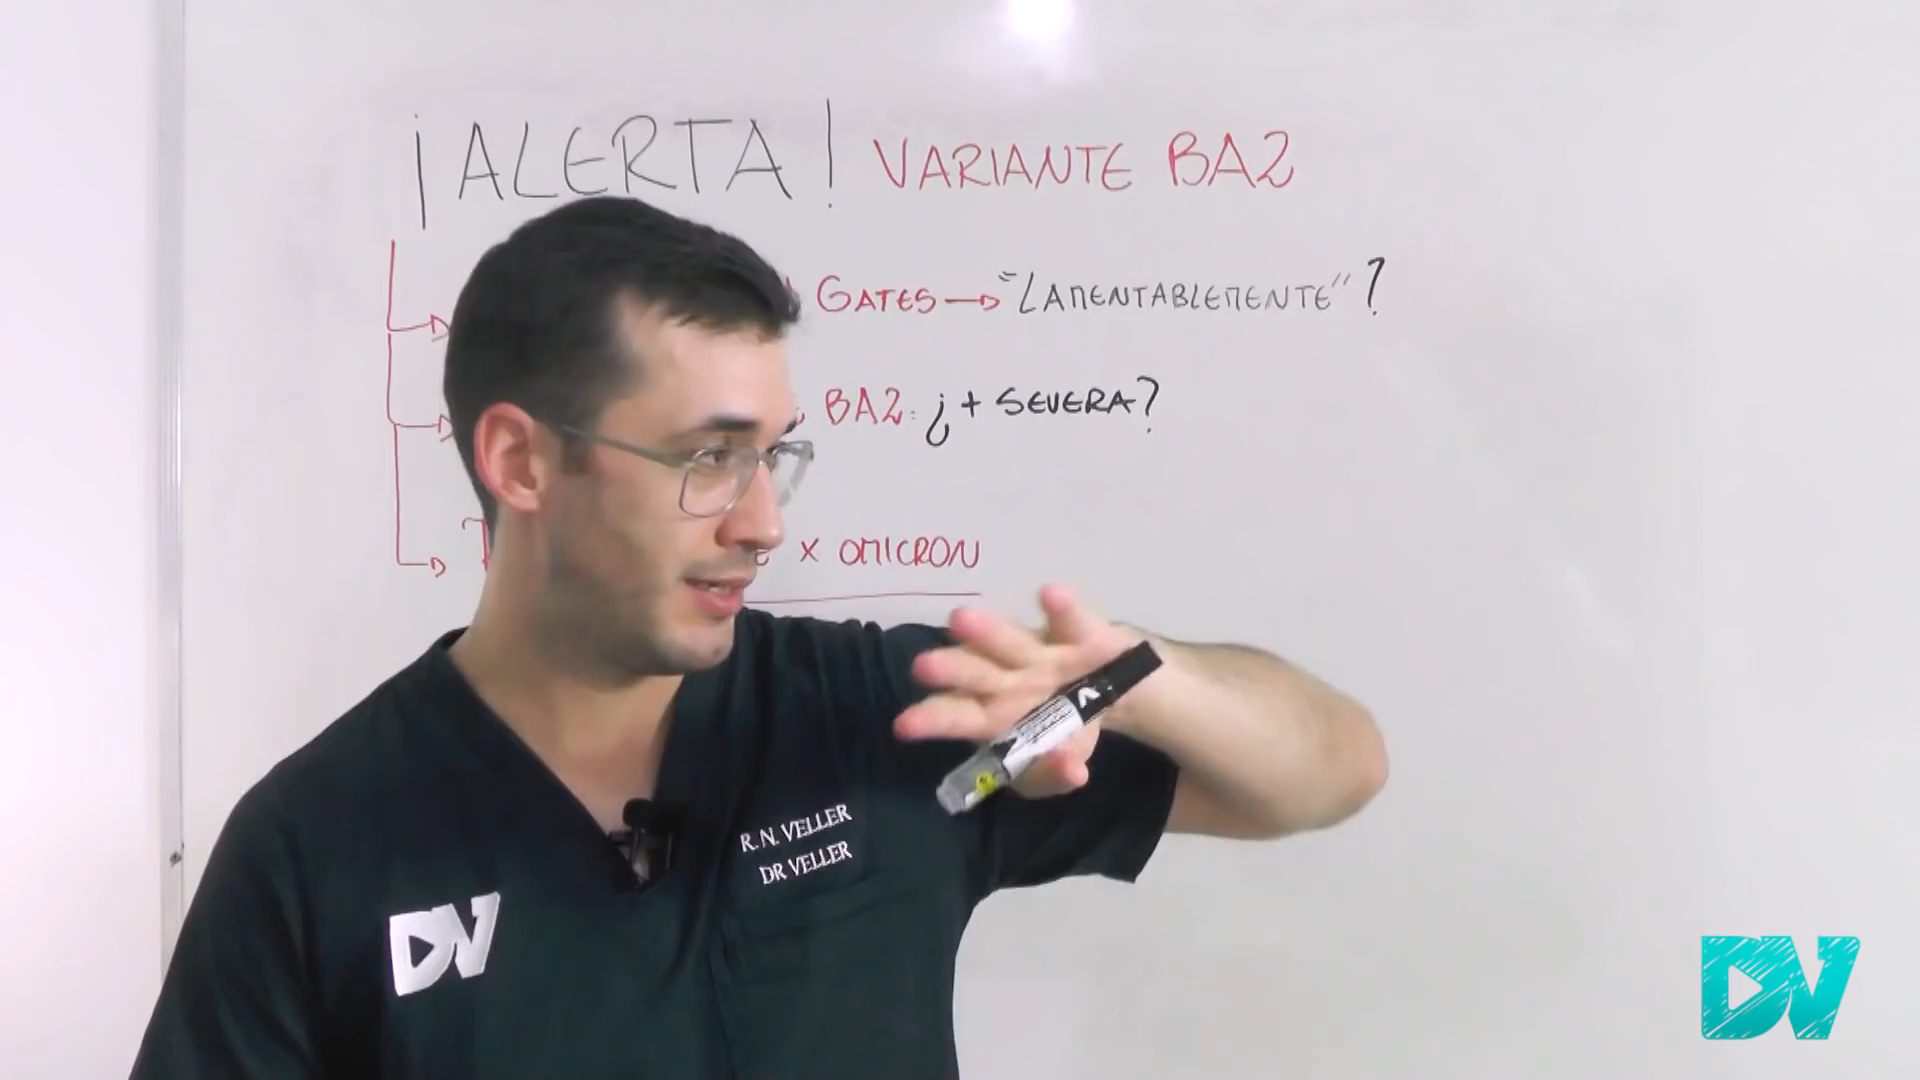 ¡ALERTA! VARIANTE BA2
GATES → "LAMENTABLEMENTE"?
BA2: ¿+ SEVERA?
X OMICRON
R. N. VELLER
DR VELLER
DV
DV